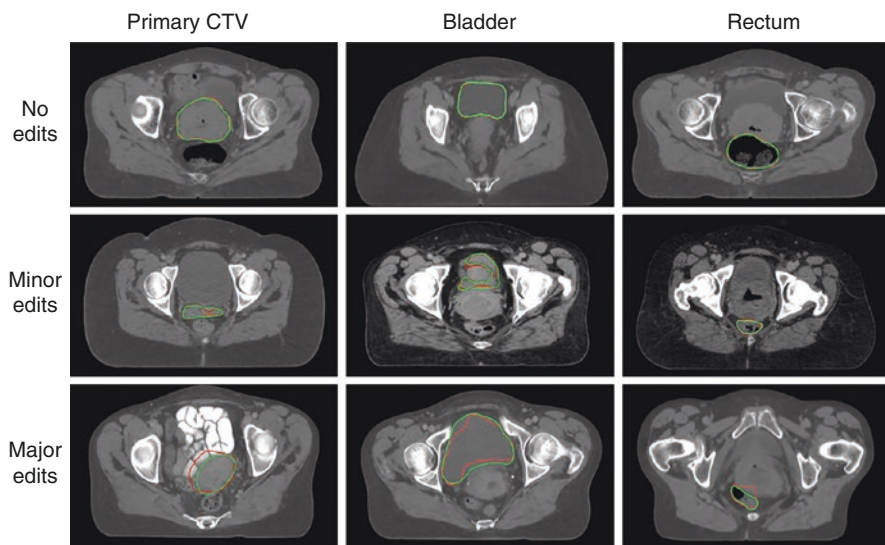 Primary CTV
Bladder
Rectum
No
edits
Minor
edits
Major
edits